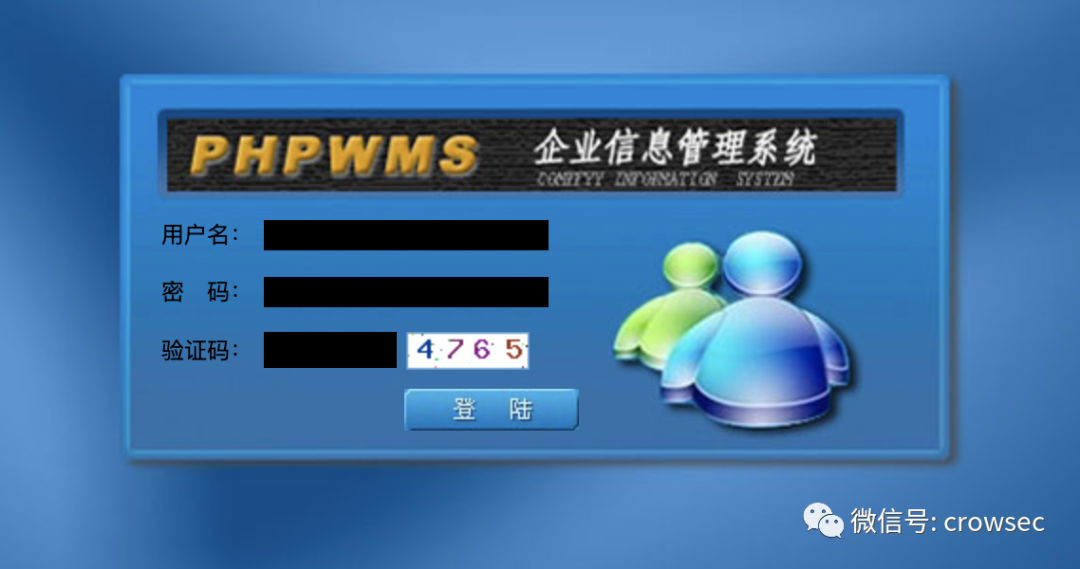 PHPWMS 企业信息管理系统
INFORMATION SYSTEM
用户名：
密 码：
验证码： 4765
登 陆
微信号: crowsec